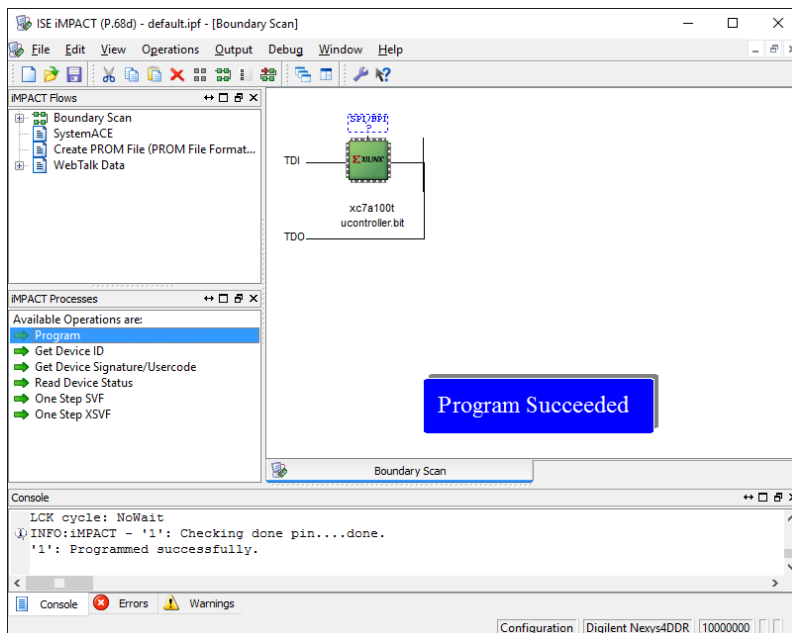 ISE iMPACT (P.68d) - default.ipf - [Boundary Scan]
File Edit View Operations Output Debug Window Help
iMPACT Flows
Boundary Scan
SystemACE
Create PROM File (PROM File Format...
WebTalk Data
SPI/BPI
?
TDI
XILINX
xc7a100t
ucontroller.bit
TDO
iMPACT Processes
Available Operations are:
Program
Get Device ID
Get Device Signature/Usercode
Read Device Status
One Step SVF
One Step XSVF
Program Succeeded
Boundary Scan
Console
LCK cycle: NoWait
INFO:iMPACT - '1': Checking done pin....done.
'1': Programmed successfully.
Console Errors Warnings
Configuration Digilent Nexys4DDR 10000000